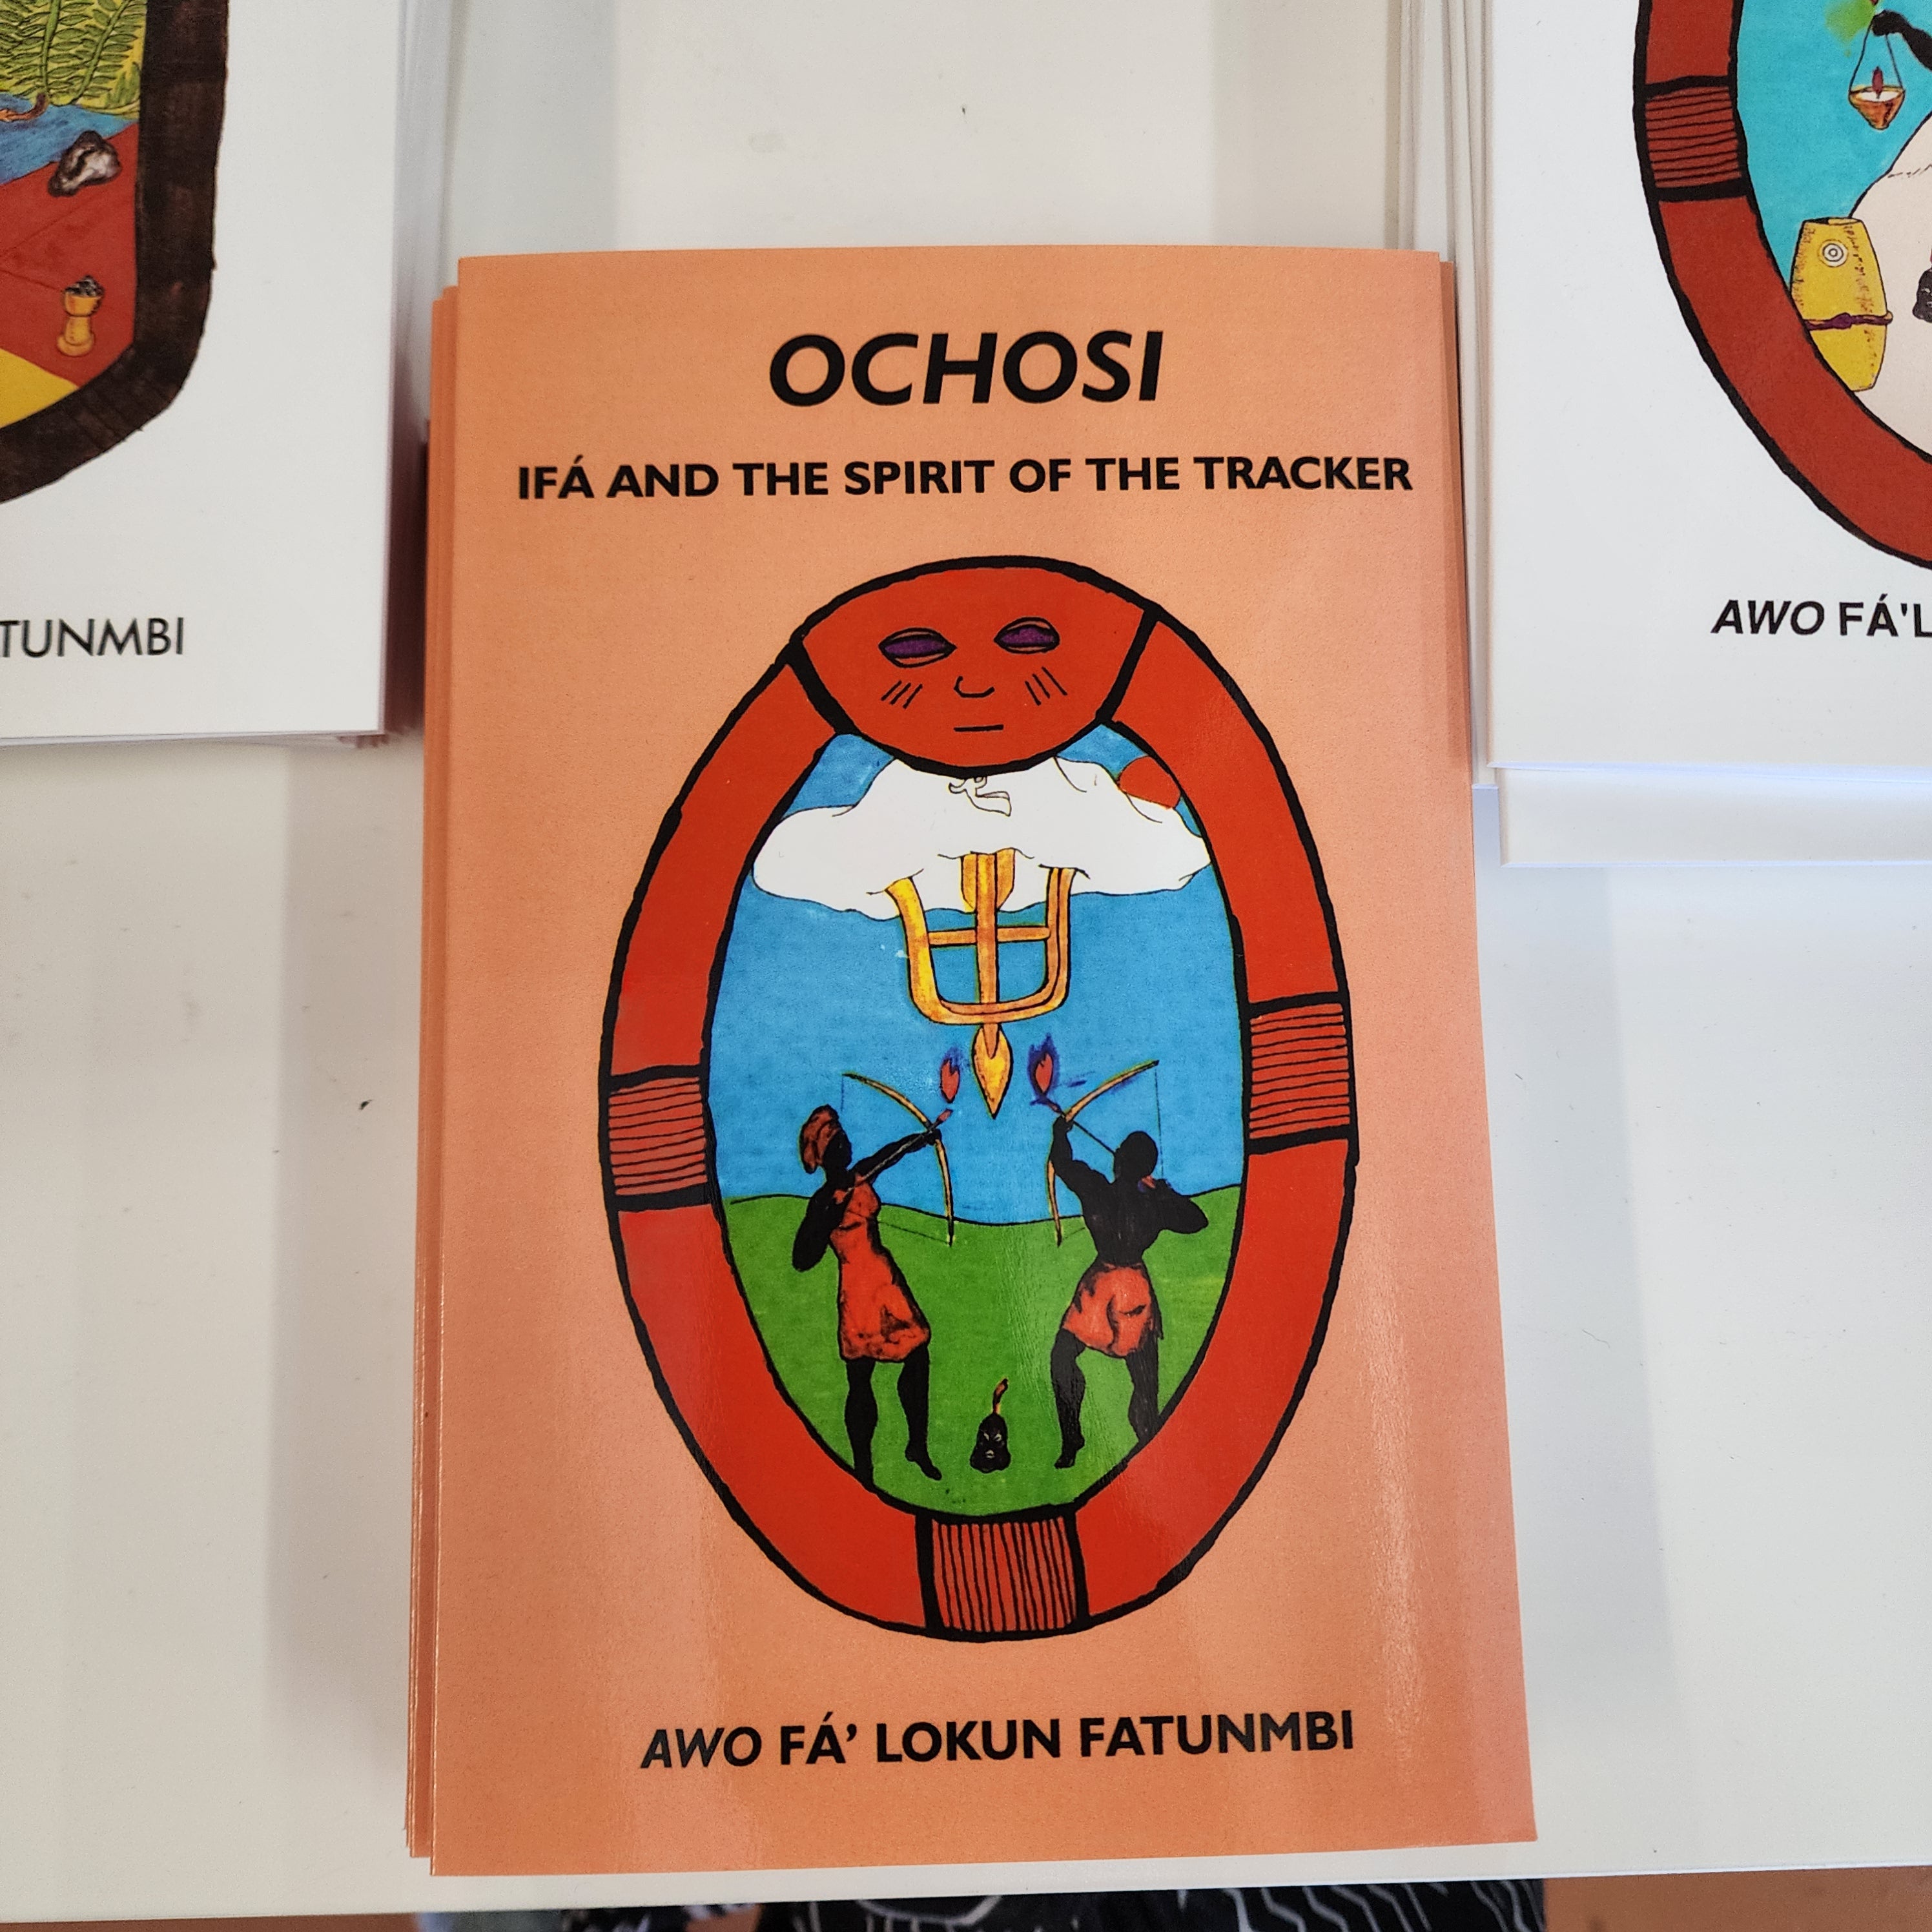 OCHOSI
IFÁ AND THE SPIRIT OF THE TRACKER
AWO FÁ’ LOKUN FATUNMBI
TUNMBI
AWO FÁ'L